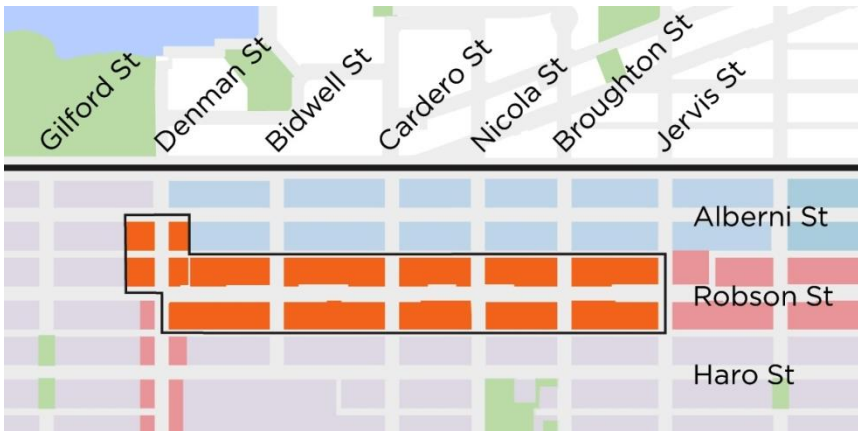 Gilford St
Denman St
Bidwell St
Cardero St
Nicola St
Broughton St
Jervis St
Alberni St
Robson St
Haro St